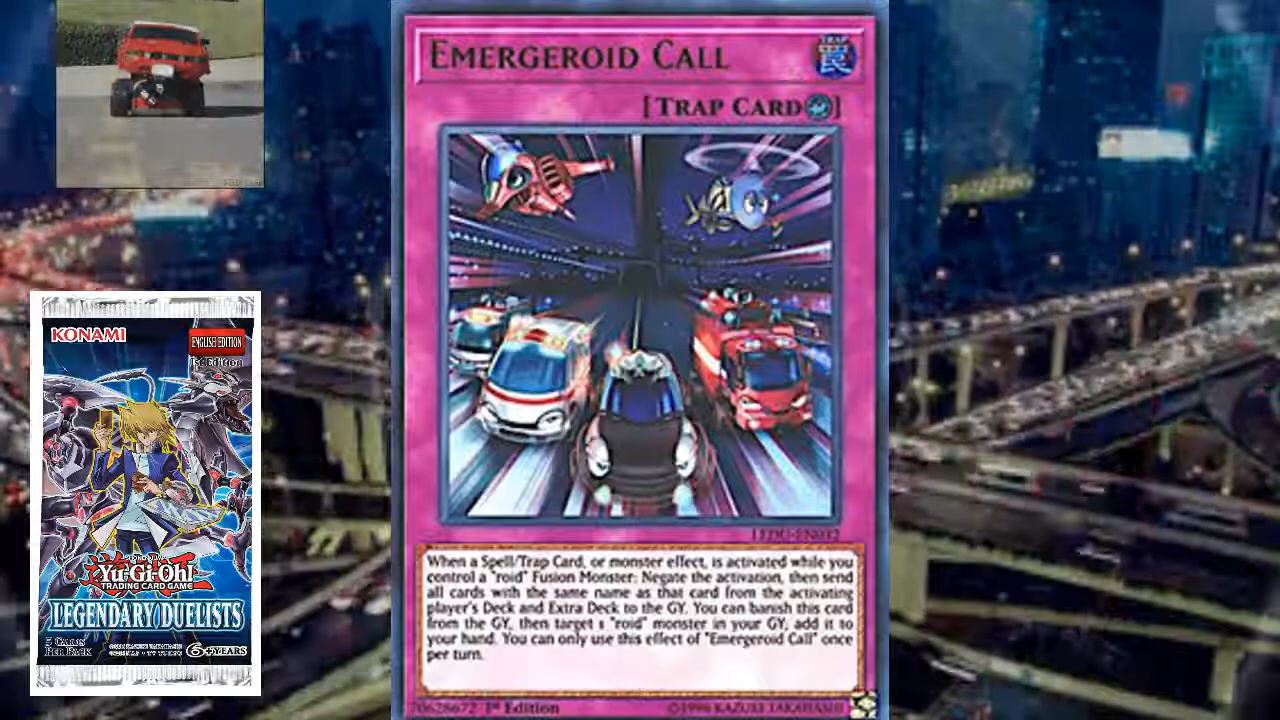 EMERGEROID CALL
TRAP
罠
[TRAP CARD]
LEDU-EN032
When a Spell/Trap Card, or monster effect, is activated while you
control a "roid" Fusion Monster: Negate the activation, then send
all cards with the same name as that card from the activating
player's Deck and Extra Deck to the GY. You can banish this card
from the GY, then target 1 "roid" monster in your GY; add it to
your hand. You can only use this effect of "Emergeroid Call" once
per turn.
70628672 1st Edition
©1996 KAZUKI TAKAHASHI
KONAMI
ENGLISH EDITION
1st Edition
Yu-Gi-Oh!
TRADING CARD GAME
LEGENDARY DUELISTS
5 CARDS
PER PACK
6+YEARS